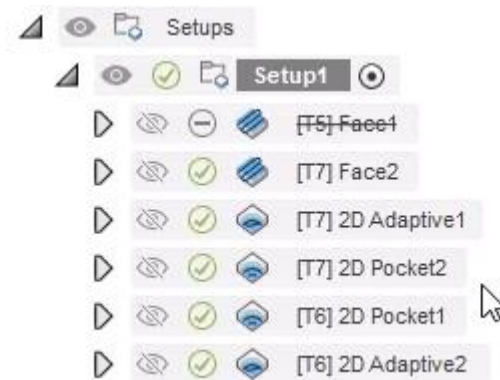 Setups
Setup1
[T5] Face1
[T7] Face2
[T7] 2D Adaptive1
[T7] 2D Pocket2
[T6] 2D Pocket1
[T6] 2D Adaptive2